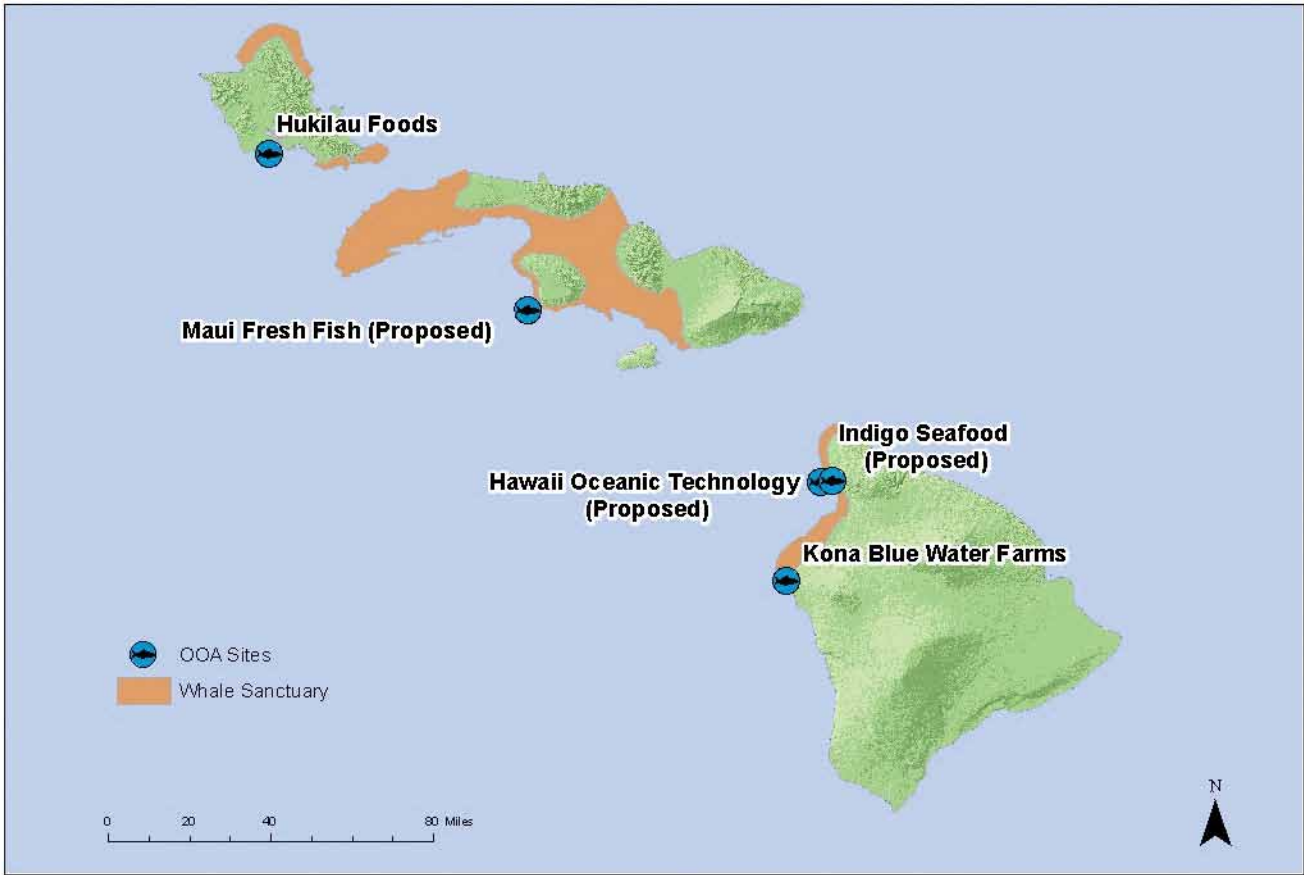 Hukilau Foods
Maui Fresh Fish (Proposed)
Indigo Seafood
(Proposed)
Hawaii Oceanic Technology
(Proposed)
Kona Blue Water Farms
OOA Sites
Whale Sanctuary
0 20 40 80 Miles
N